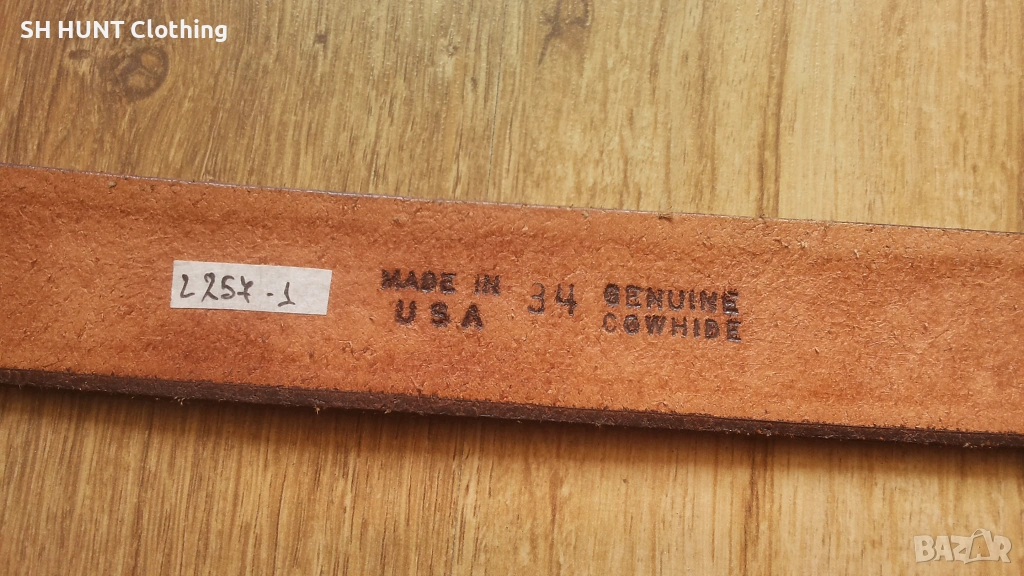 SH HUNT Clothing
2257-1
MADE IN
USA
34
GENUINE
COWHIDE
BAZAR